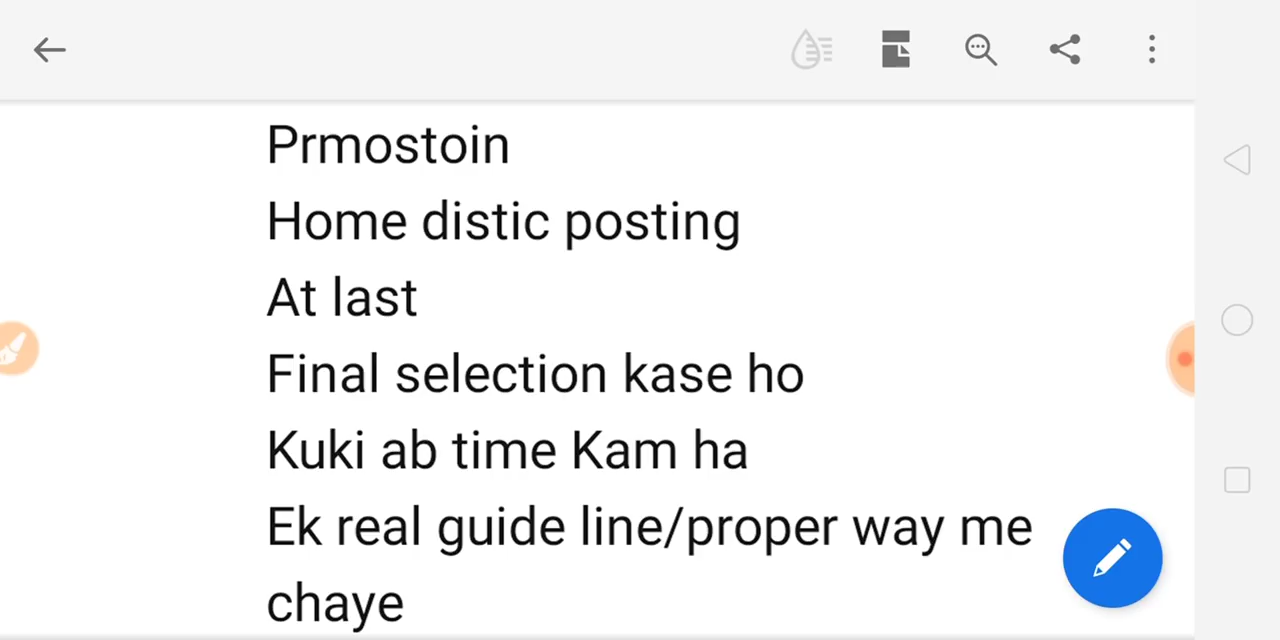 Prmostoin
Home distic posting
At last
Final selection kase ho
Kuki ab time Kam ha
Ek real guide line/proper way me
chaye